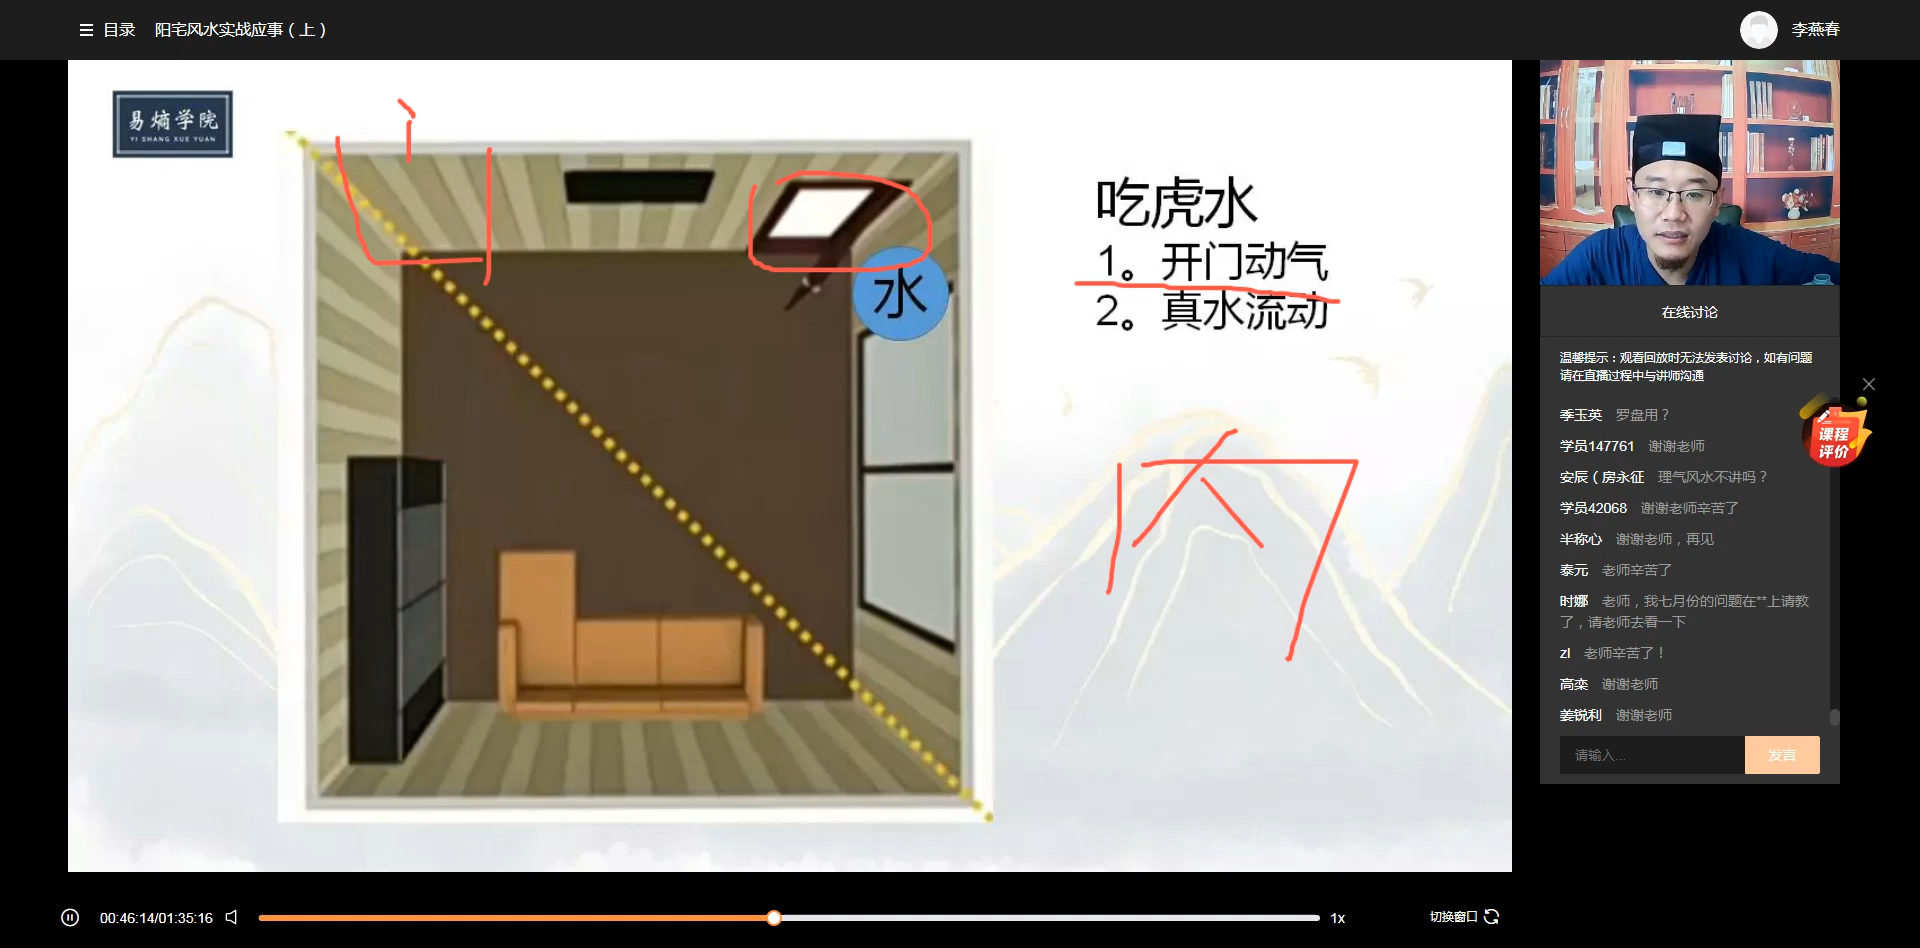 目录 阳宅风水实战应事（上）
李燕春
易熵学院
YI SHANG XUE YUAN
吃虎水
1。开门动气
2。真水流动
水
在线讨论
温馨提示：观看回放时无法发表讨论，如有问题
请在直播过程中与讲师沟通
季玉英 罗盘用？
学员147761 谢谢老师
安辰（房永征 理气风水不讲吗？
学员42068 谢谢老师辛苦了
半称心 谢谢老师，再见
泰元 老师辛苦了
时娜 老师，我七月份的问题在**上请教
了，请老师去看一下
zl 老师辛苦了！
高栾 谢谢老师
姜锐利 谢谢老师
课程
评价
请输入... 发言
00:46:14/01:35:16 1x 切换窗口